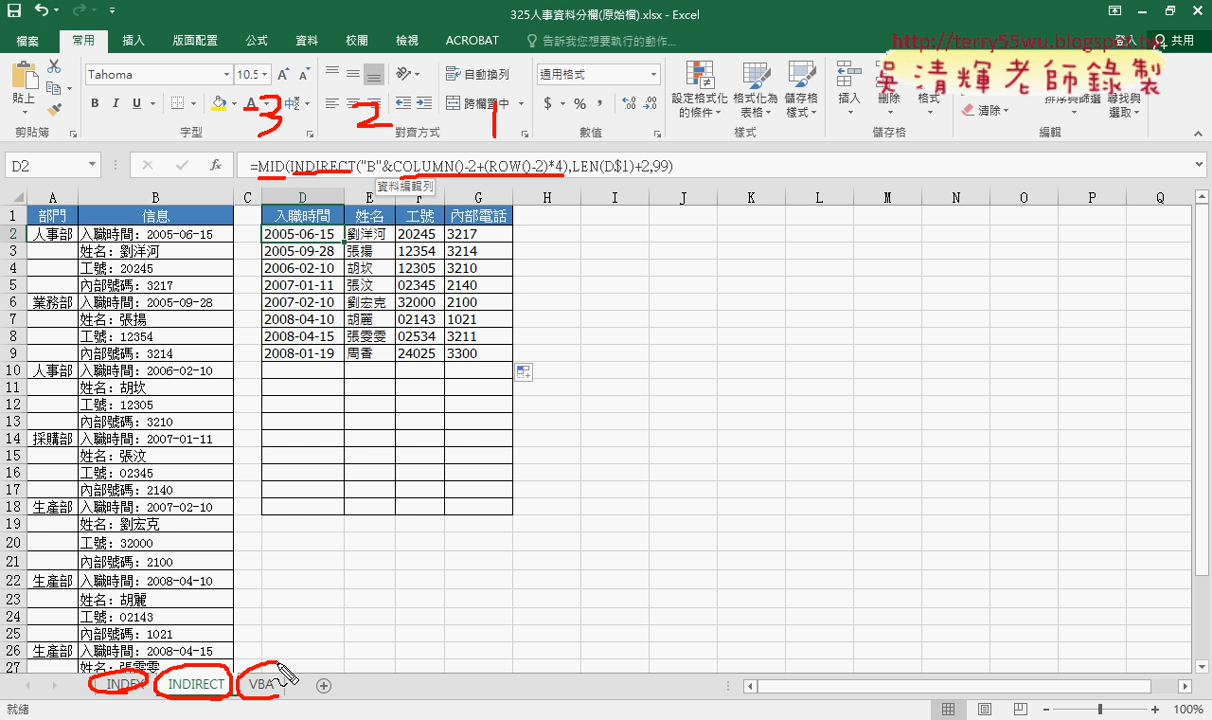 325人事資料分欄(原始檔).xlsx - Excel
檔案 常用 插入 版面配置 公式 資料 校閱 檢視 ACROBAT 告訴我您想要執行的動作... 登入 共用
http://terry55wu.blogspot.tw
吳清輝老師錄製
貼上 Tahoma 10.5 自動換列 通用格式 設定格式化的條件 格式化為表格 儲存格樣式 插入 刪除 格式 清除 排序與篩選 尋找與選取
B I U 跨欄置中 $ % ,
剪貼簿 字型 對齊方式 數值 樣式 儲存格 編輯
3 2 1
D2 fx =MID(INDIRECT("B"&COLUMN()-2+(ROW()-2)*4),LEN(D$1)+2,99)
資料編輯列
A B C D E F G H I J K L M N O P Q
1 部門 信息 入職時間 姓名 工號 內部電話
2 人事部 入職時間: 2005-06-15 2005-06-15 劉洋河 20245 3217
3 姓名: 劉洋河 2005-09-28 張揚 12354 3214
4 工號: 20245 2006-02-10 胡坎 12305 3210
5 內部號碼: 3217 2007-01-11 張汶 02345 2140
6 業務部 入職時間: 2005-09-28 2007-02-10 劉宏克 32000 2100
7 姓名: 張揚 2008-04-10 胡麗 02143 1021
8 工號: 12354 2008-04-15 張雯雯 02534 3211
9 內部號碼: 3214 2008-01-19 周香 24025 3300
10 人事部 入職時間: 2006-02-10
11 姓名: 胡坎
12 工號: 12305
13 內部號碼: 3210
14 採購部 入職時間: 2007-01-11
15 姓名: 張汶
16 工號: 02345
17 內部號碼: 2140
18 生產部 入職時間: 2007-02-10
19 姓名: 劉宏克
20 工號: 32000
21 內部號碼: 2100
22 生產部 入職時間: 2008-04-10
23 姓名: 胡麗
24 工號: 02143
25 內部號碼: 1021
26 生產部 入職時間: 2008-04-15
27 姓名: 張雯雯
INDEX INDIRECT VBA
就緒 100%